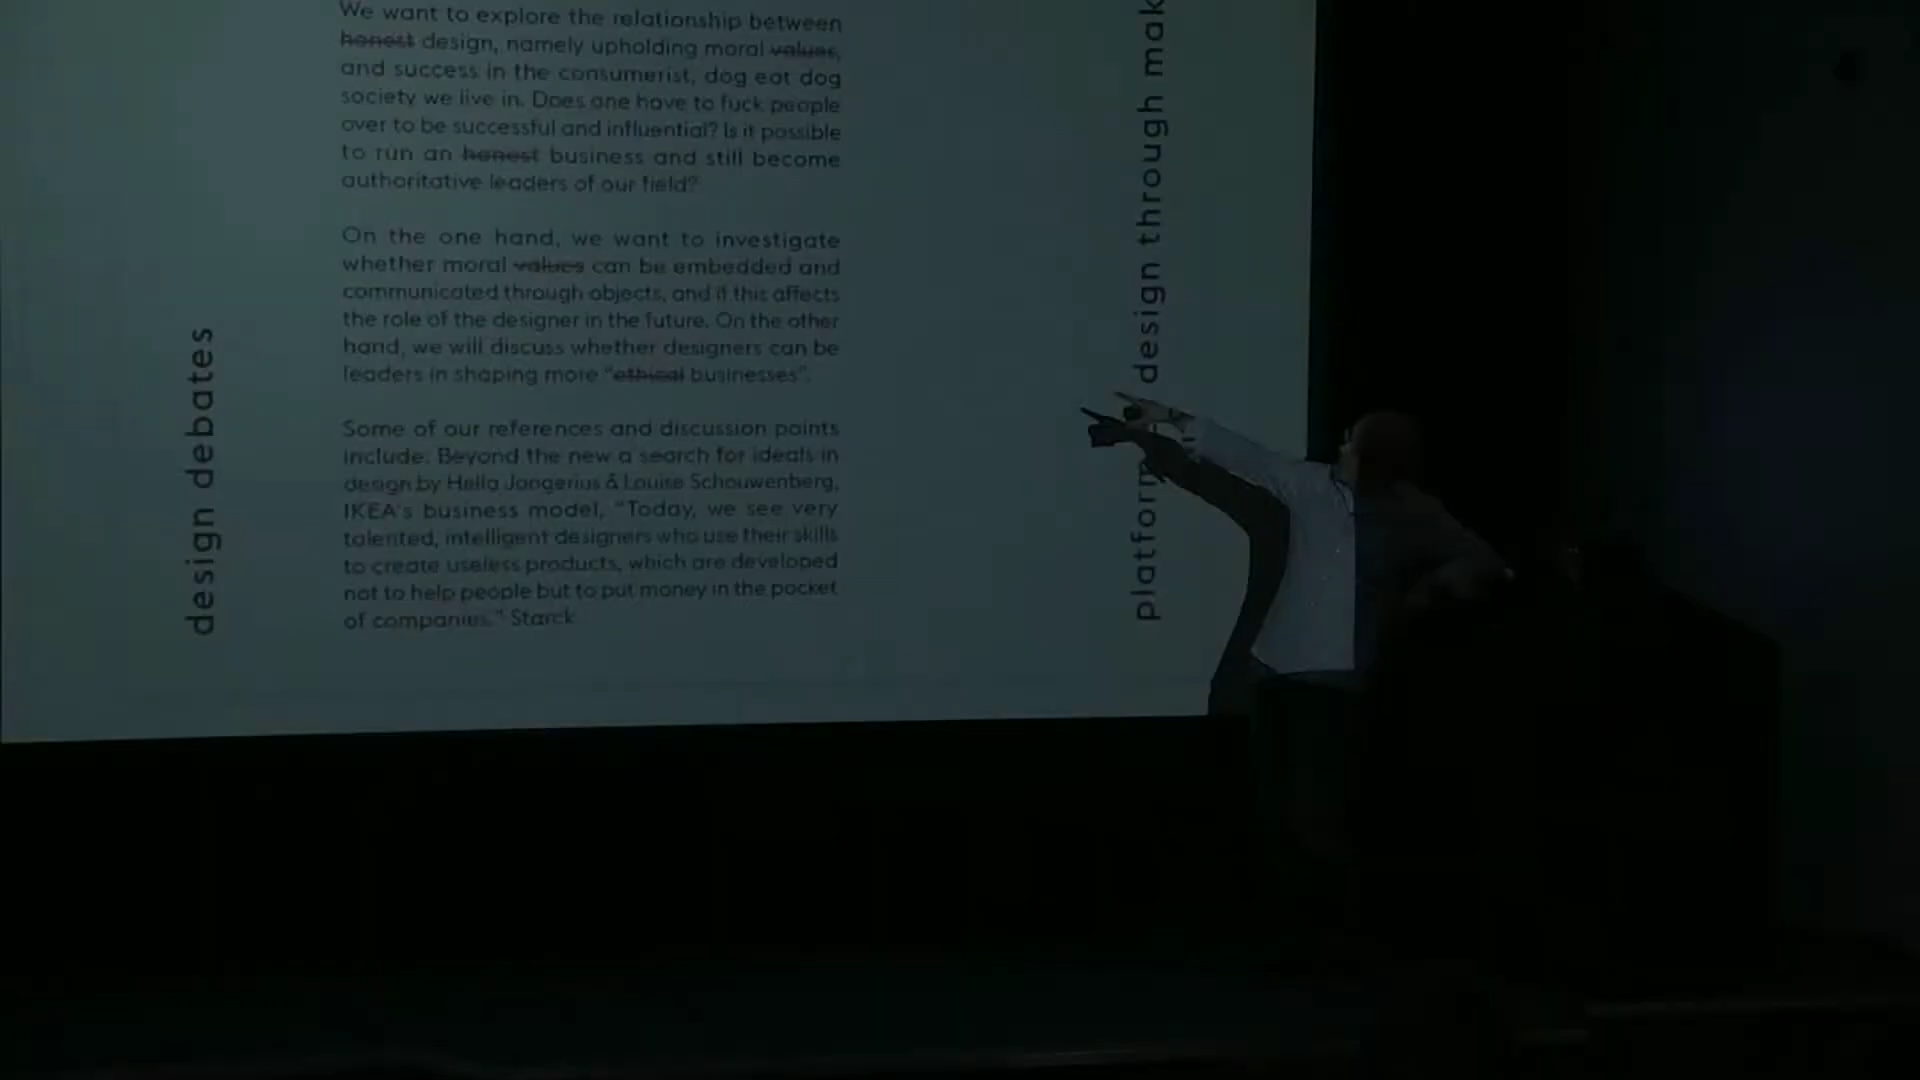 design debates
We want to explore the relationship between
honest design, namely upholding moral values,
and success in the consumerist, dog eat dog
society we live in. Does one have to fuck people
over to be successful and influential? Is it possible
to run an honest business and still become
authoritative leaders of our field?
On the one hand, we want to investigate
whether moral values can be embedded and
communicated through objects, and if this affects
the role of the designer in the future. On the other
hand, we will discuss whether designers can be
leaders in shaping more "ethical businesses".
Some of our references and discussion points
include: Beyond the new a search for ideals in
design by Hella Jongerius & Louise Schouwenberg,
IKEA's business model, "Today, we see very
talented, intelligent designers who use their skills
to create useless products, which are developed
not to help people but to put money in the pocket
of companies." Starck
platform design through mak